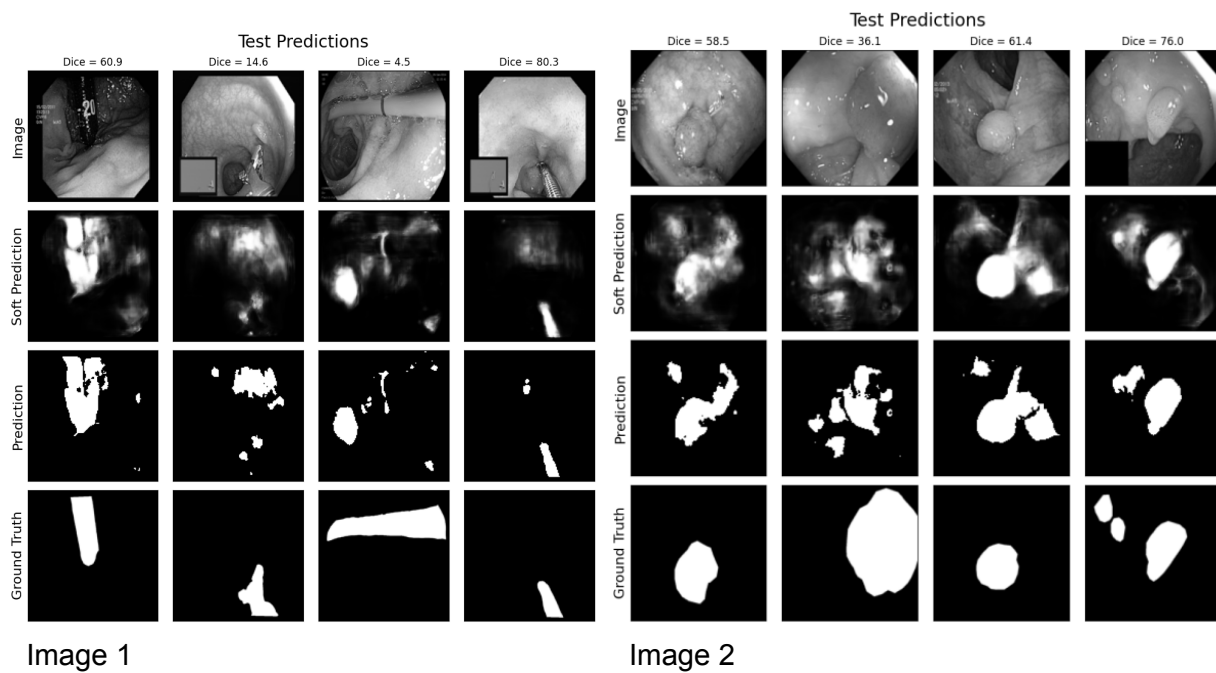 Test Predictions
Dice = 60.9
Dice = 14.6
Dice = 4.5
Dice = 80.3
Image
Soft Prediction
Prediction
Ground Truth
Image 1
Test Predictions
Dice = 58.5
Dice = 36.1
Dice = 61.4
Dice = 76.0
Image
Soft Prediction
Prediction
Ground Truth
Image 2